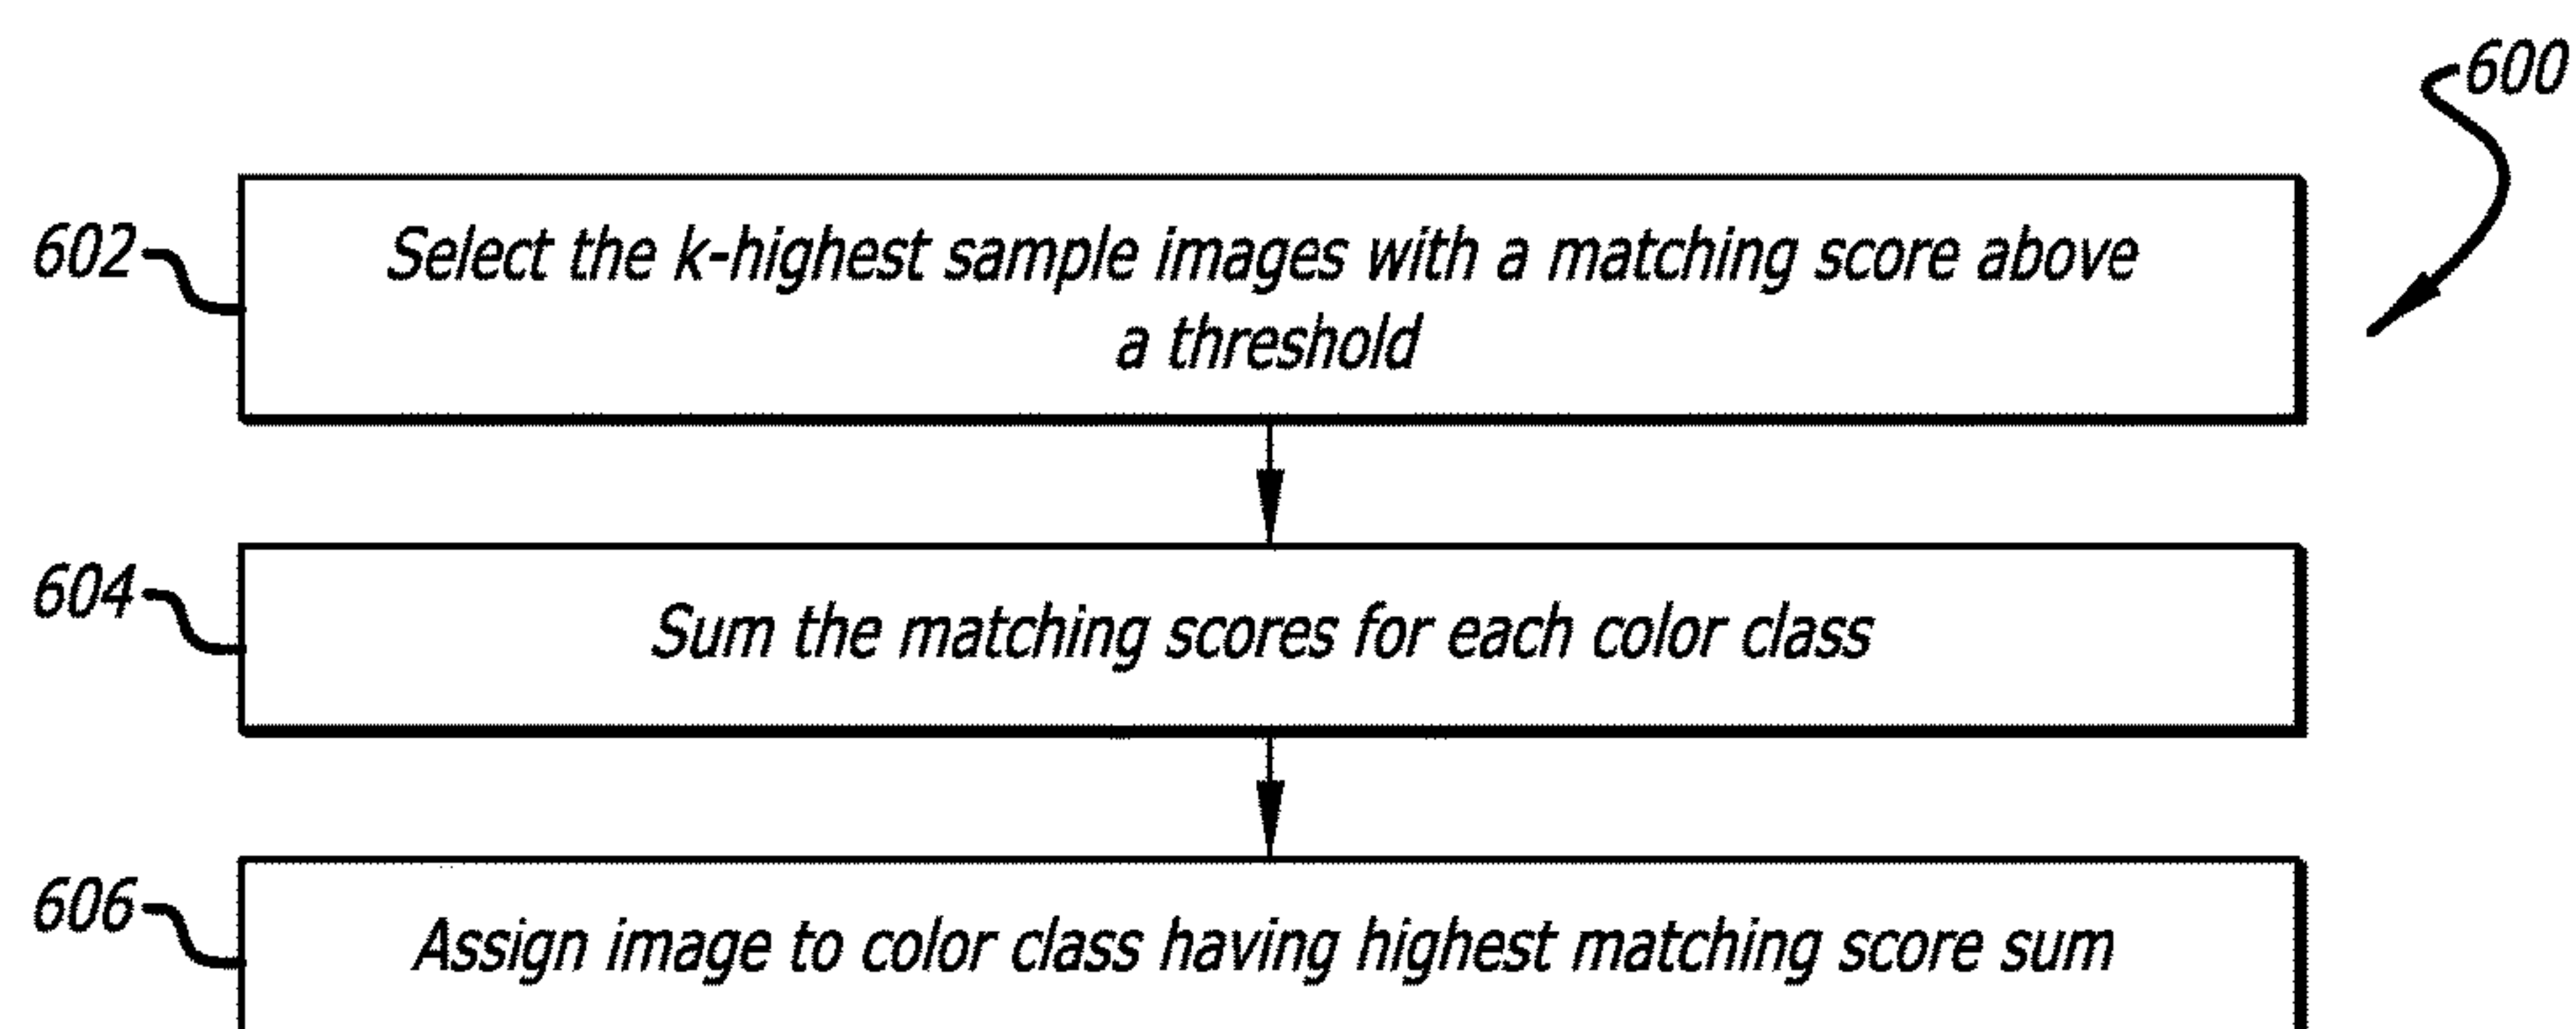 600
602
Select the k-highest sample images with a matching score above
a threshold
604
Sum the matching scores for each color class
606
Assign image to color class having highest matching score sum